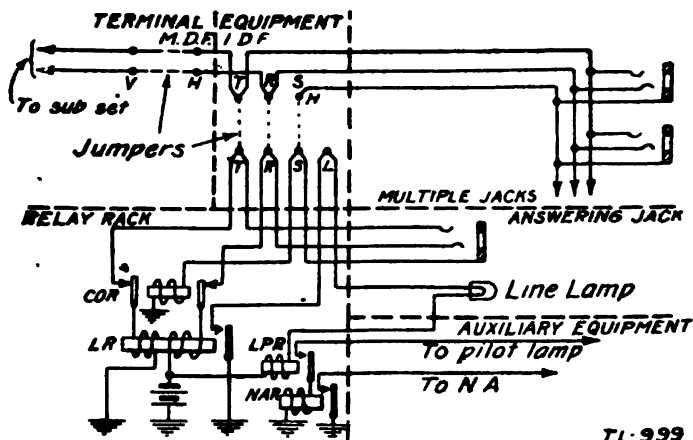 TERMINAL EQUIPMENT
M.D.F. I D F
V H T R S
H
To sub set
Jumpers
T R S L
MULTIPLE JACKS
RELAY RACK
ANSWERING JACK
COR
Line Lamp
LR
LPR
AUXILIARY EQUIPMENT
To pilot lamp
NAR
To N A
TL-999